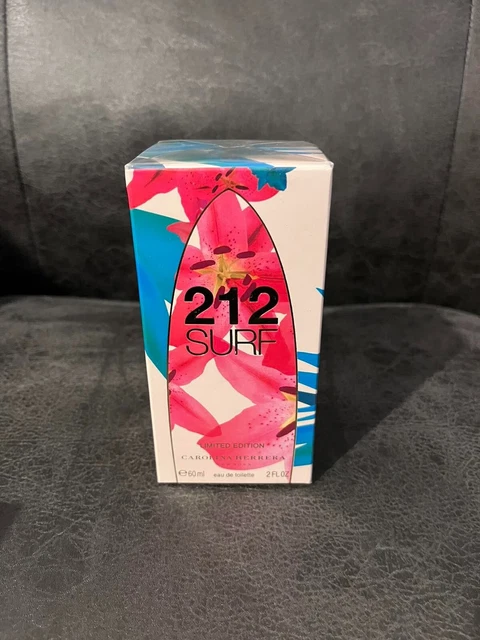 212
SURF
LIMITED EDITION
CAROLINA HERRERA
℮60 ml eau de toilette 2 FL OZ